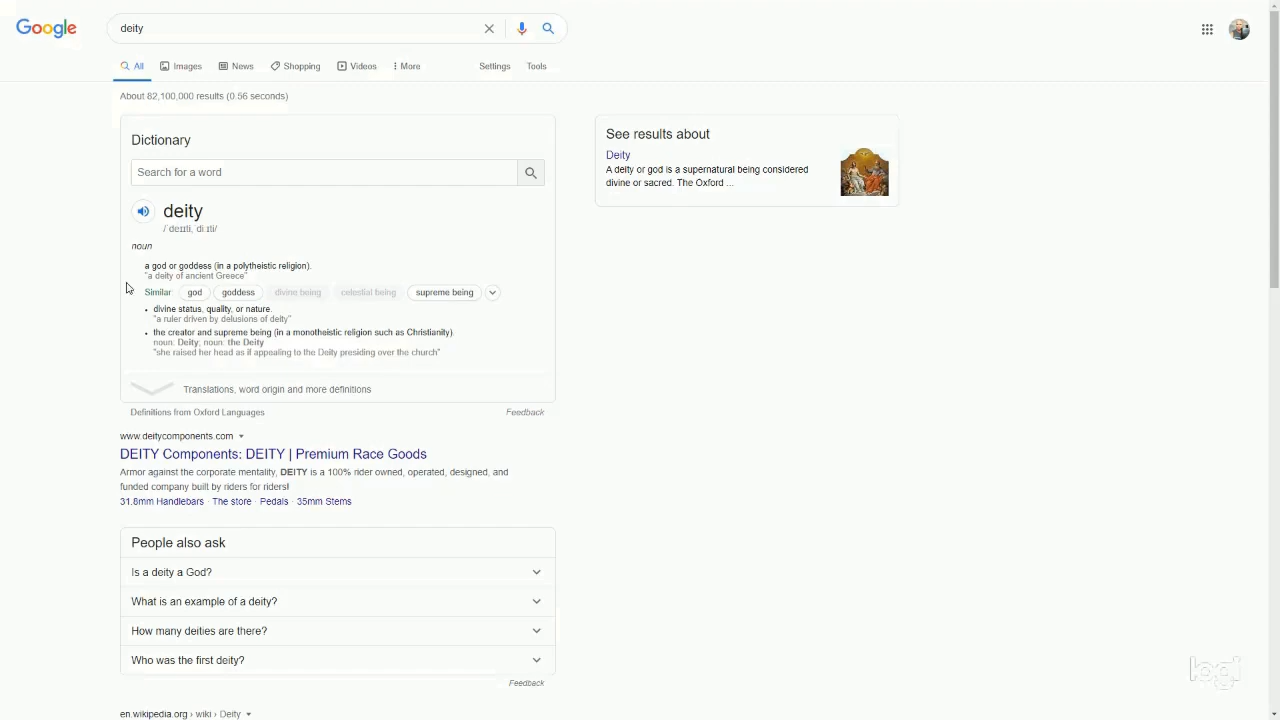 Google
deity
All Images News Shopping Videos More Settings Tools
About 82,100,000 results (0.56 seconds)
Dictionary
Search for a word
deity
/ˈdeɪɪti, ˈdiːɪti/
noun
a god or goddess (in a polytheistic religion).
"a deity of ancient Greece"
Similar god goddess divine being celestial being supreme being
• divine status, quality, or nature.
"a ruler driven by delusions of deity"
• the creator and supreme being (in a monotheistic religion such as Christianity).
noun: Deity; noun: the Deity
"she raised her head as if appealing to the Deity presiding over the church"
Translations, word origin and more definitions
Definitions from Oxford Languages
Feedback
See results about
Deity
A deity or god is a supernatural being considered
divine or sacred. The Oxford ...
www.deitycomponents.com
DEITY Components: DEITY | Premium Race Goods
Armor against the corporate mentality, DEITY is a 100% rider owned, operated, designed, and
funded company built by riders for riders!
31.8mm Handlebars · The store · Pedals · 35mm Stems
People also ask
Is a deity a God?
What is an example of a deity?
How many deities are there?
Who was the first deity?
Feedback
en.wikipedia.org › wiki › Deity
logi